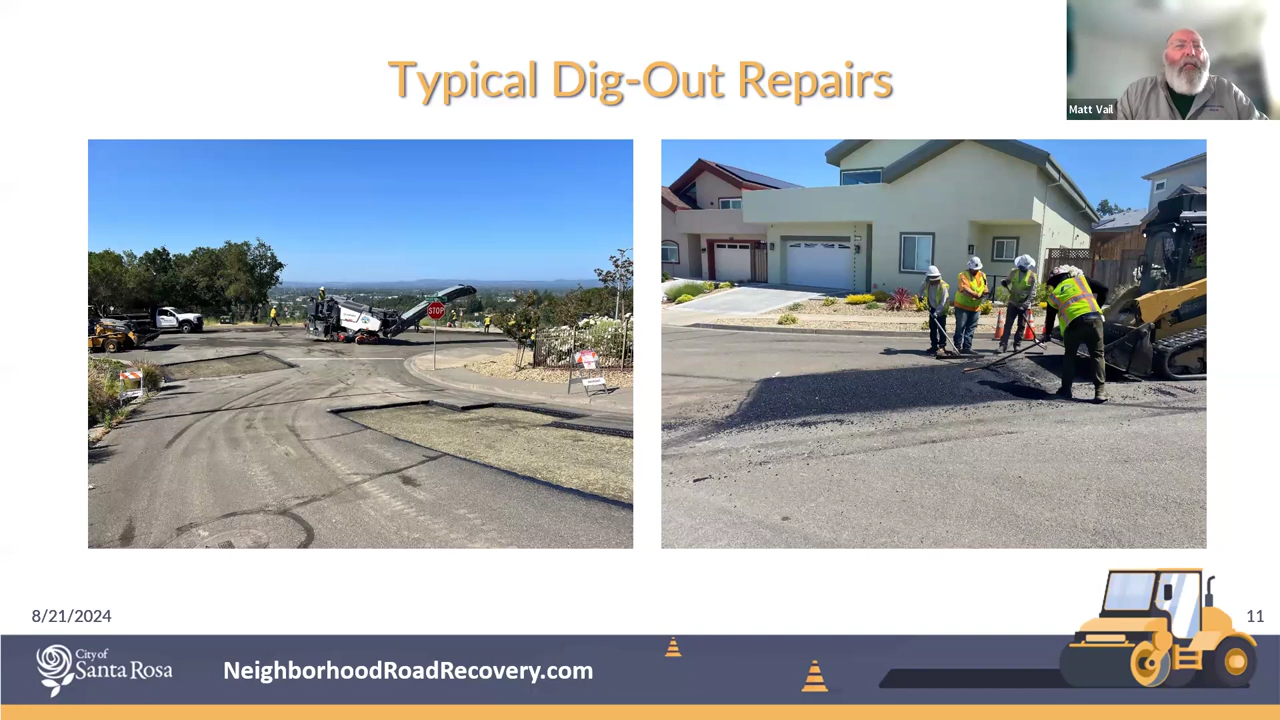 Typical Dig-Out Repairs
Matt Vail
STOP
8/21/2024
11
City of
Santa Rosa
NeighborhoodRoadRecovery.com